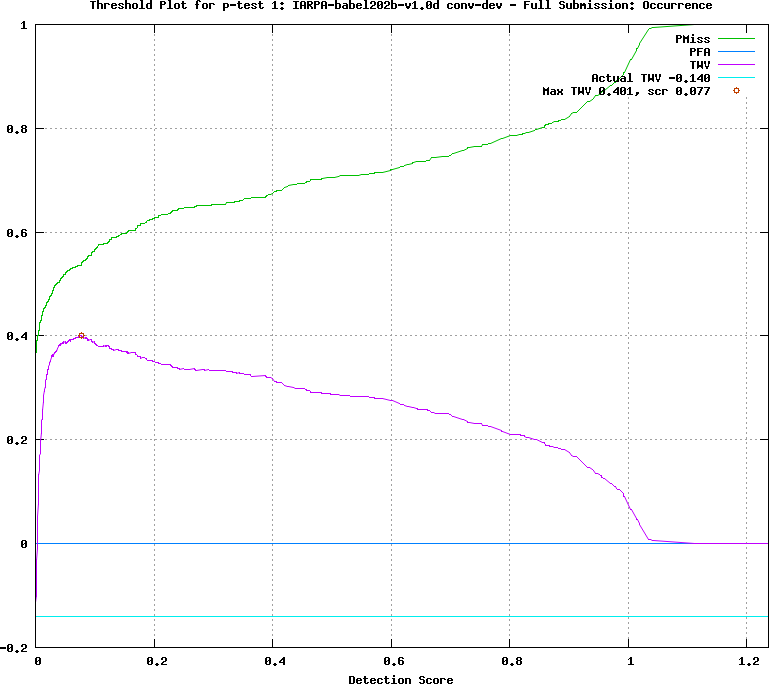 Threshold Plot for p-test 1: IARPA-babel202b-v1.0d conv-dev - Full Submission: Occurrence
1
PMiss
PFA
TWV
Actual TWV -0.140
Max TWV 0.401, scr 0.077
0.8
0.6
0.4
0.2
0
-0.2
0 0.2 0.4 0.6 0.8 1 1.2
Detection Score